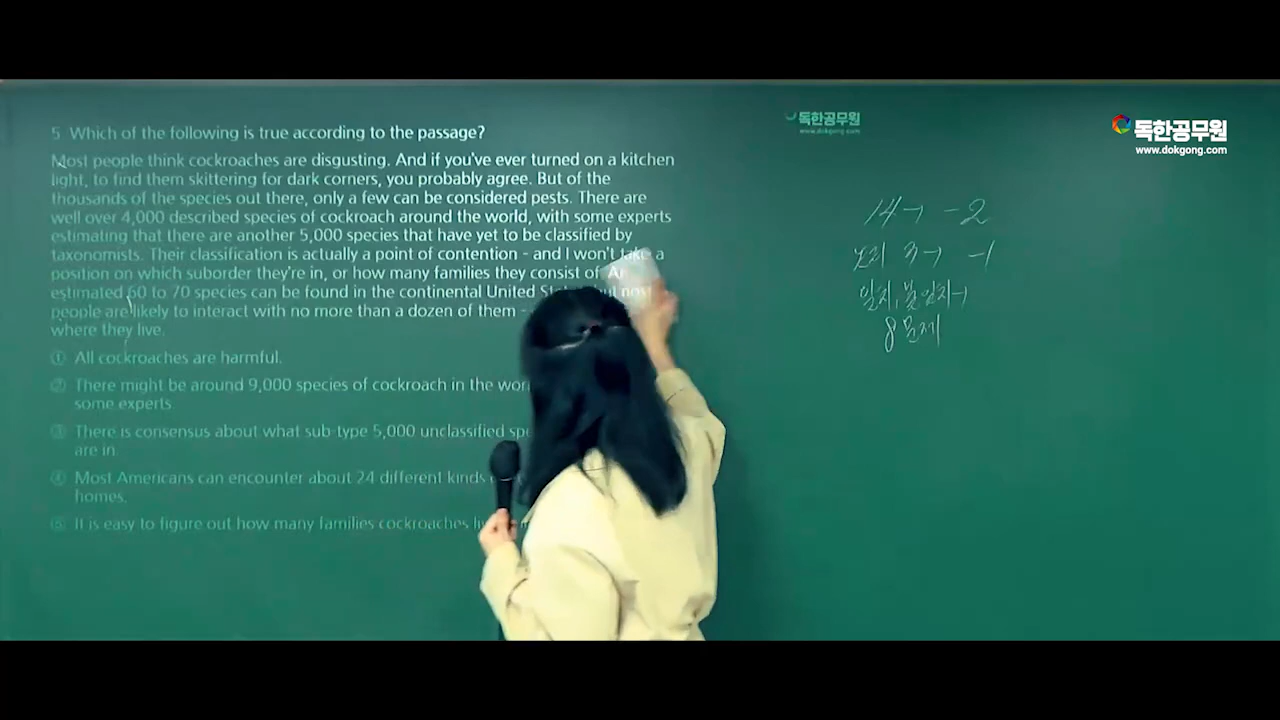 5 Which of the following is true according to the passage?
Most people think cockroaches are disgusting. And if you've ever turned on a kitchen
light, to find them skittering for dark corners, you probably agree. But of the
thousands of the species out there, only a few can be considered pests. There are
well over 4,000 described species of cockroach around the world, with some experts
estimating that there are another 5,000 species that have yet to be classified by
taxonomists. Their classification is actually a point of contention - and I won't take a
position on which suborder they're in, or how many families they consist of. An
estimated 60 to 70 species can be found in the continental United States, but most
people are likely to interact with no more than a dozen of them -
where they live.
① All cockroaches are harmful.
② There might be around 9,000 species of cockroach in the
some experts.
③ There is consensus about what sub-type 5,000 unclassified
are in.
④ Most Americans can encounter about 24 different kinds
homes.
⑤ It is easy to figure out how many families cockroaches
독한공무원
www.dokgong.com
독한공무원
www.dokgong.com
14→ -2
논리 3→ -1
일치, 불일치→
8문제